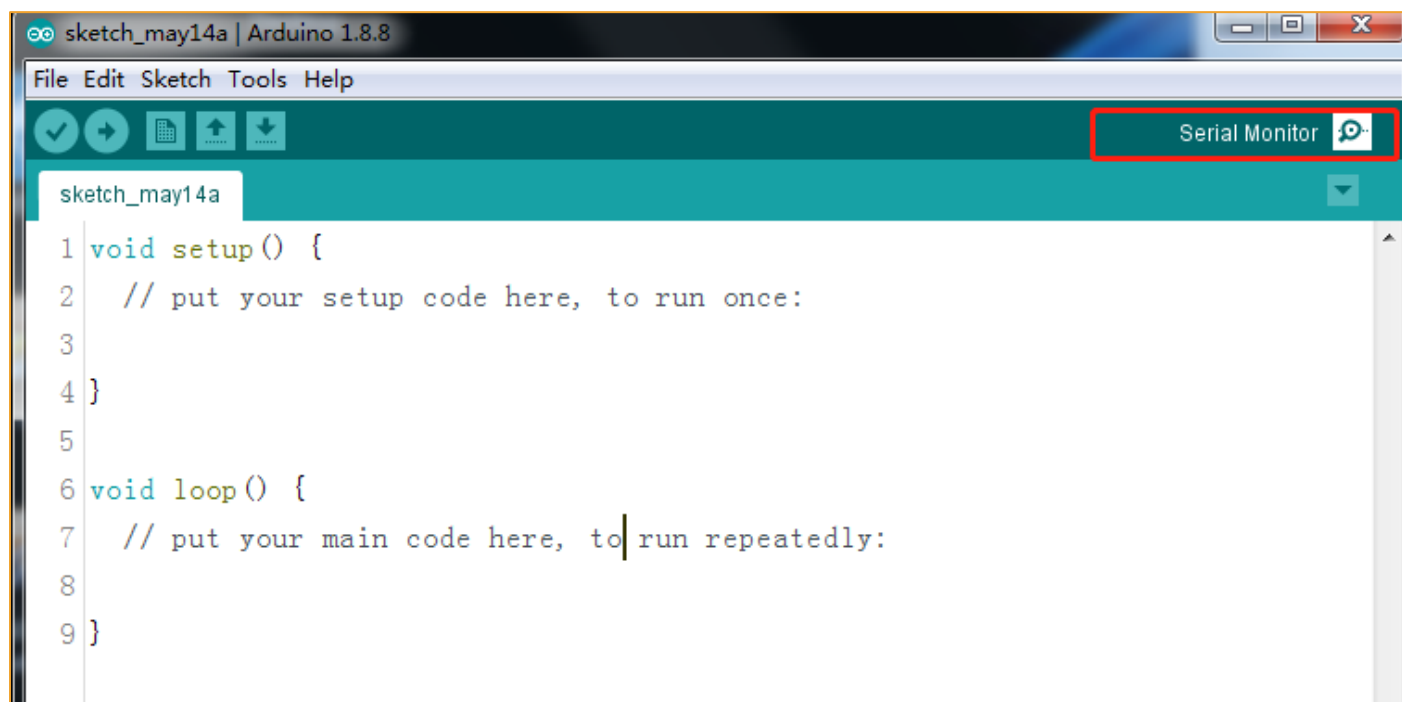 sketch_may14a | Arduino 1.8.8
File Edit Sketch Tools Help
Serial Monitor
sketch_may14a
1 void setup() {
2   // put your setup code here, to run once:
3
4 }
5
6 void loop() {
7   // put your main code here, to run repeatedly:
8
9 }